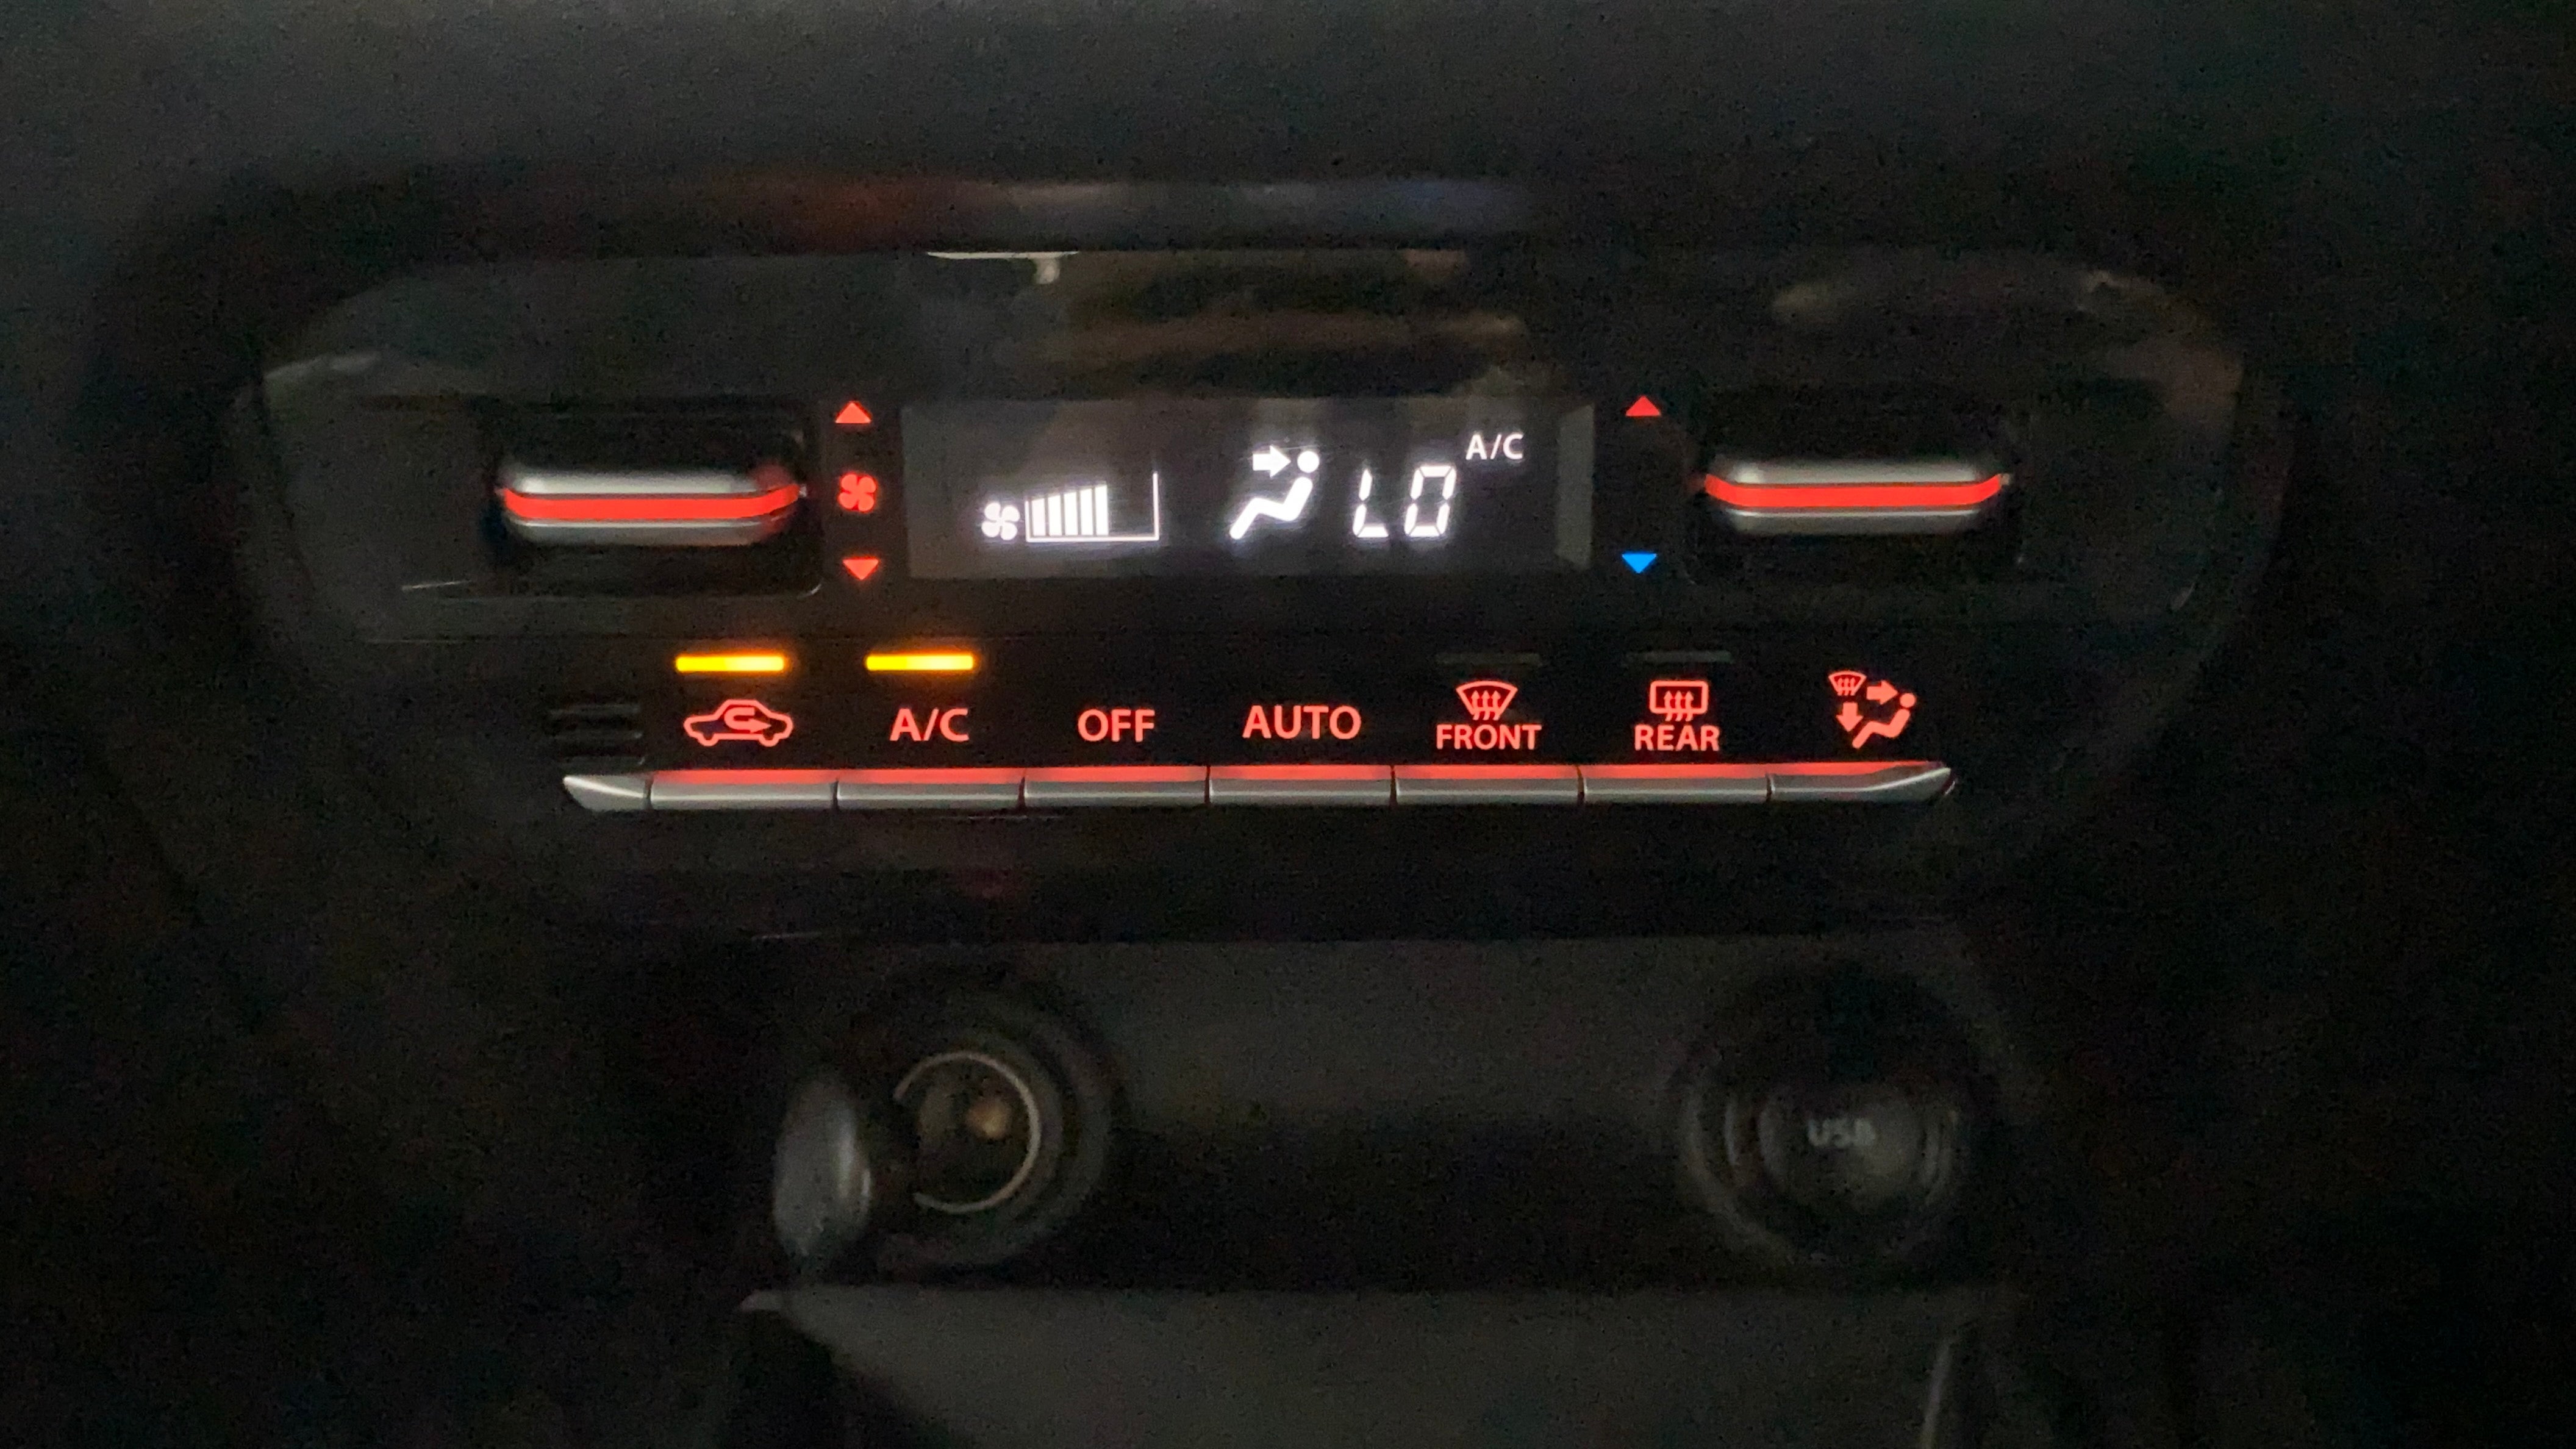 A/C
LO
A/C OFF AUTO FRONT REAR
USB